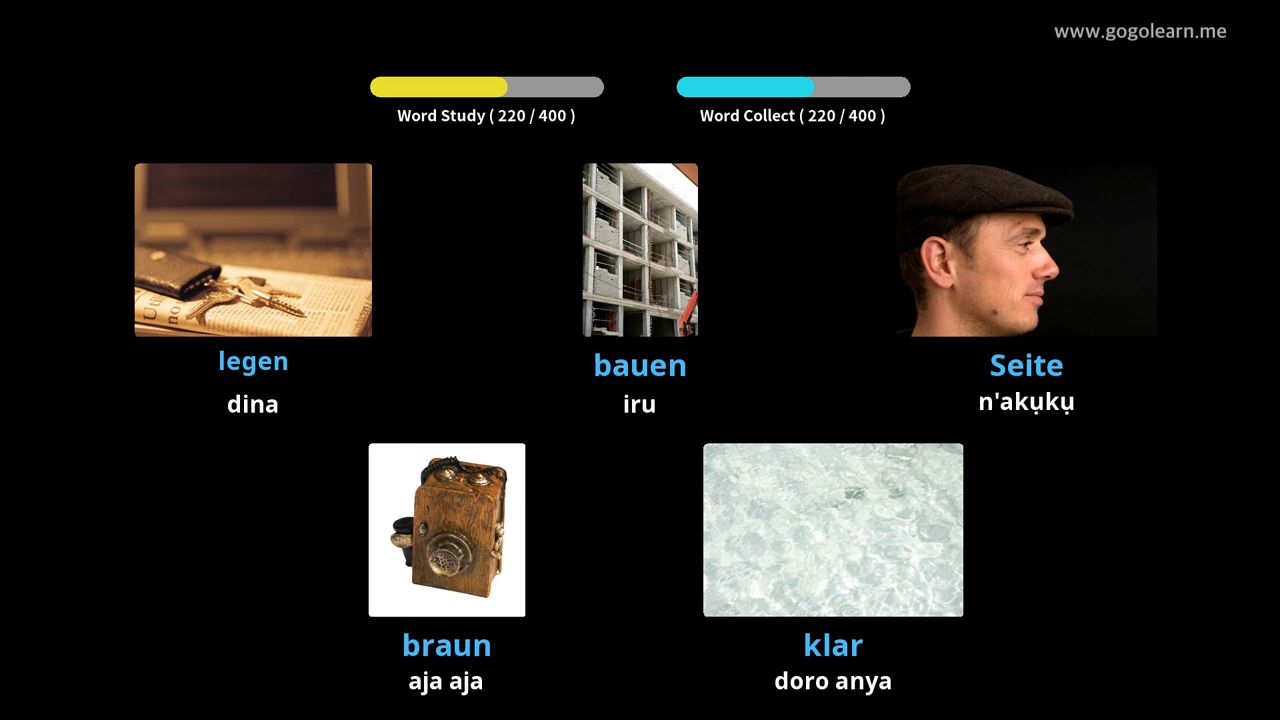 www.gogolearn.me
Word Study ( 220 / 400 )
Word Collect ( 220 / 400 )
legen
dina
bauen
iru
Seite
n'akụkụ
braun
aja aja
klar
doro anya